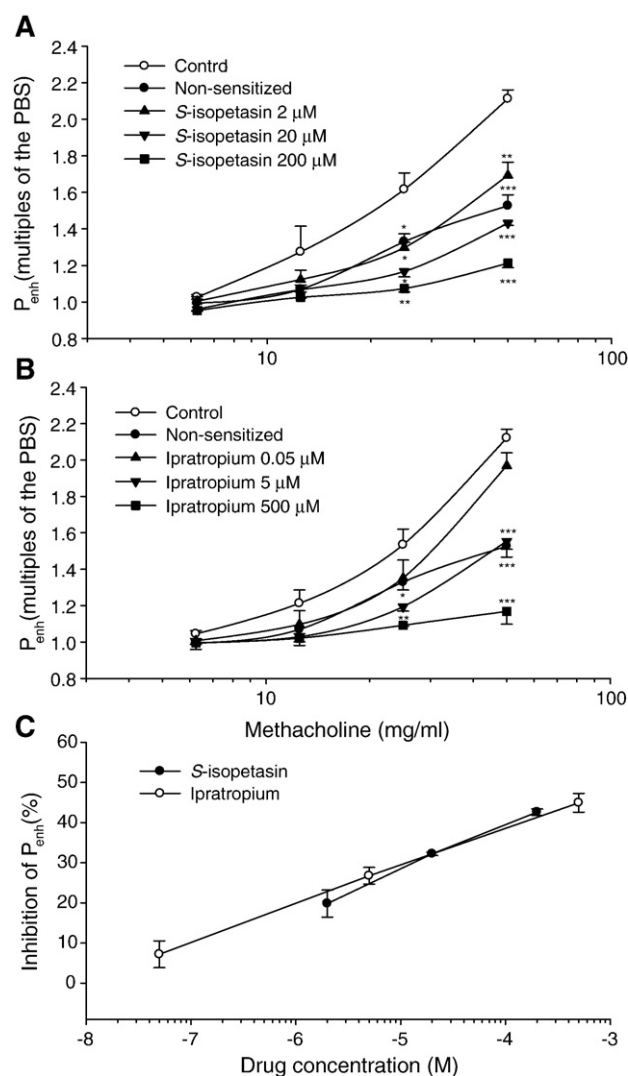 A
P_enh (multiples of the PBS)
2.4
2.2
2.0
1.8
1.6
1.4
1.2
1.0
0.8
Contrd
Non-sensitized
S-isopetasin 2 μM
S-isopetasin 20 μM
S-isopetasin 200 μM
**
***
*
*
***
*
**
***
10
100
B
P_enh (multiples of the PBS)
2.4
2.2
2.0
1.8
1.6
1.4
1.2
1.0
0.8
Control
Non-sensitized
Ipratropium 0.05 μM
Ipratropium 5 μM
Ipratropium 500 μM
***
***
*
***
**
10
100
Methacholine (mg/ml)
C
Inhibition of P_enh (%)
60
50
40
30
20
10
0
S-isopetasin
Ipratropium
-8
-7
-6
-5
-4
-3
Drug concentration (M)